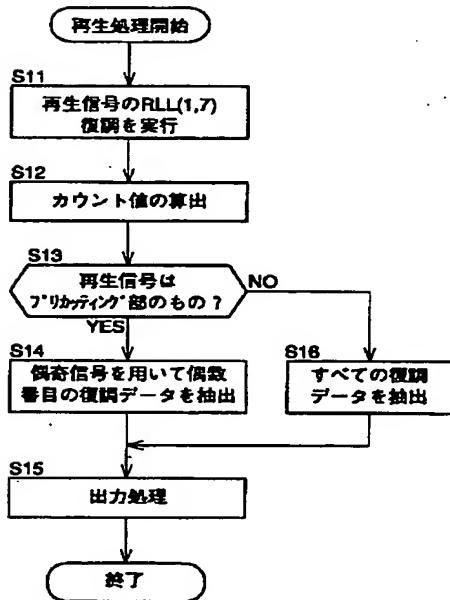 再生処理開始
S11
再生信号のRLL(1,7)
復調を実行
S12
カウント値の算出
S13
再生信号は
プリカッティング部のもの?
NO
YES
S14
偶奇信号を用いて偶数
番目の復調データを抽出
S16
すべての復調
データを抽出
S15
出力処理
終了